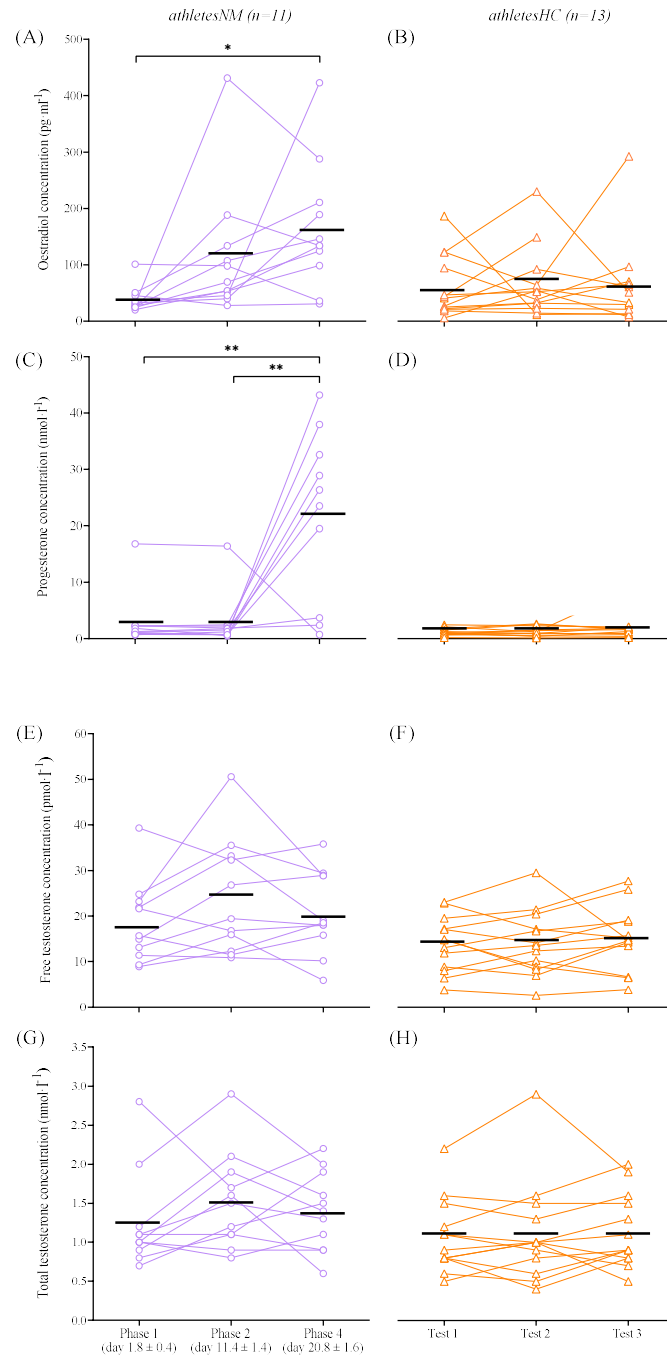 athletesNM (n=11)
athletesHC (n=13)
(A)
(B)
*
Oestradiol concentration (pg·ml⁻¹)
500
400
300
200
100
0
(C)
(D)
**
**
Progesterone concentration (nmol·l⁻¹)
50
40
30
20
10
0
(E)
(F)
Free testosterone concentration (pmol·l⁻¹)
60
50
40
30
20
10
0
(G)
(H)
Total testosterone concentration (nmol·l⁻¹)
3.5
3.0
2.5
2.0
1.5
1.0
0.5
0.0
Phase 1
(day 1.8 ± 0.4)
Phase 2
(day 11.4 ± 1.4)
Phase 4
(day 20.8 ± 1.6)
Test 1
Test 2
Test 3